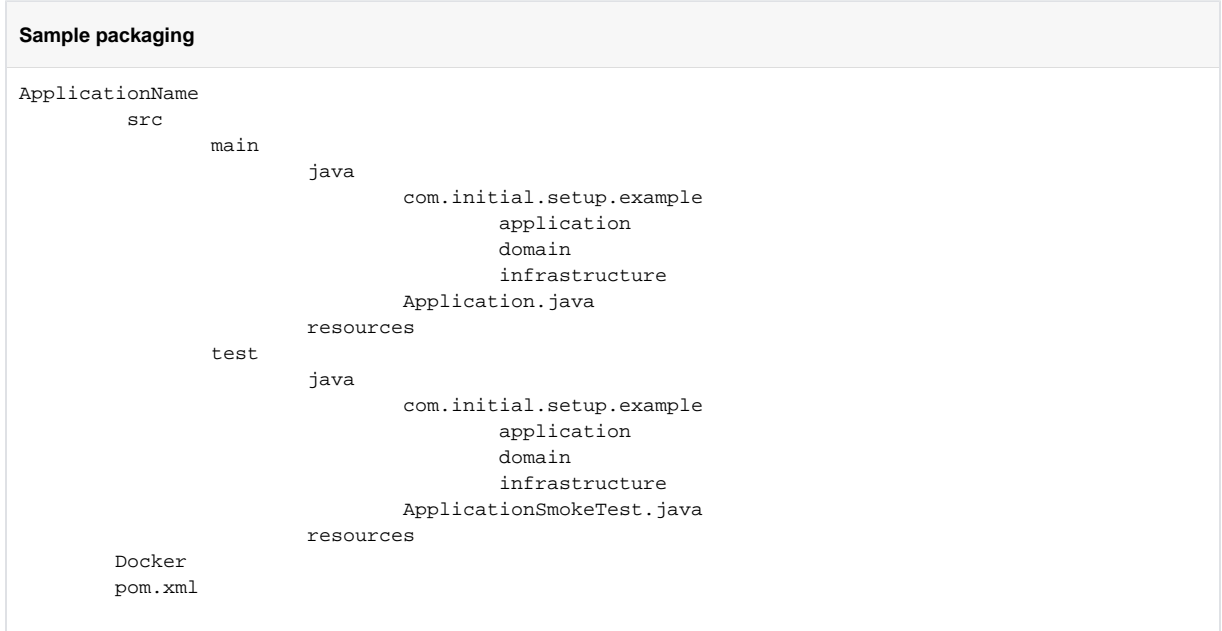 Sample packaging
ApplicationName
src
main
java
com.initial.setup.example
application
domain
infrastructure
Application.java
resources
test
java
com.initial.setup.example
application
domain
infrastructure
ApplicationSmokeTest.java
resources
Docker
pom.xml